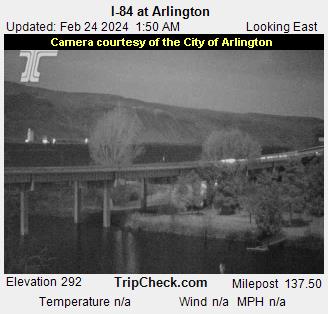 I-84 at Arlington
Updated: Feb 24 2024 1:50 AM Looking East
Camera courtesy of the City of Arlington
Elevation 292 TripCheck.com Milepost 137.50
Temperature n/a Wind n/a MPH n/a